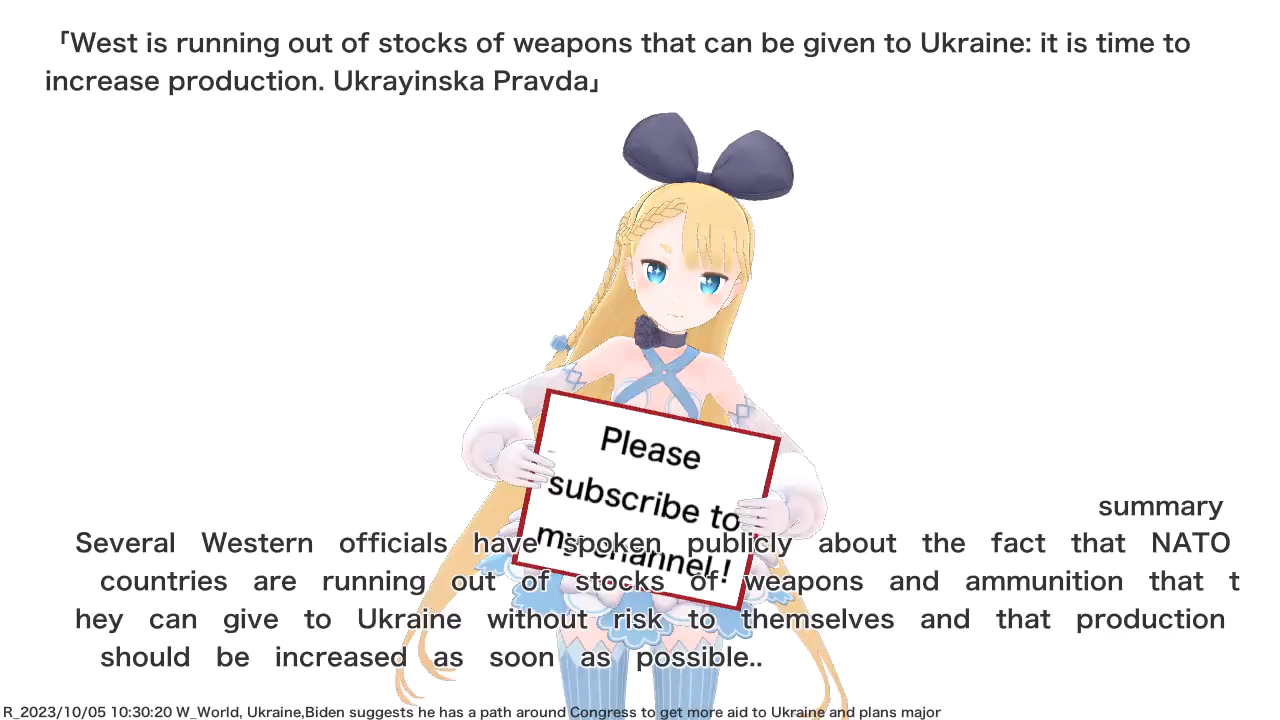 「West is running out of stocks of weapons that can be given to Ukraine: it is time to
increase production. Ukrayinska Pravda」
Please
subscribe to
my channel!
summary
Several Western officials have spoken publicly about the fact that NATO
countries are running out of stocks of weapons and ammunition that t
hey can give to Ukraine without risk to themselves and that production
should be increased as soon as possible..
R_2023/10/05 10:30:20 W_World, Ukraine,Biden suggests he has a path around Congress to get more aid to Ukraine and plans major